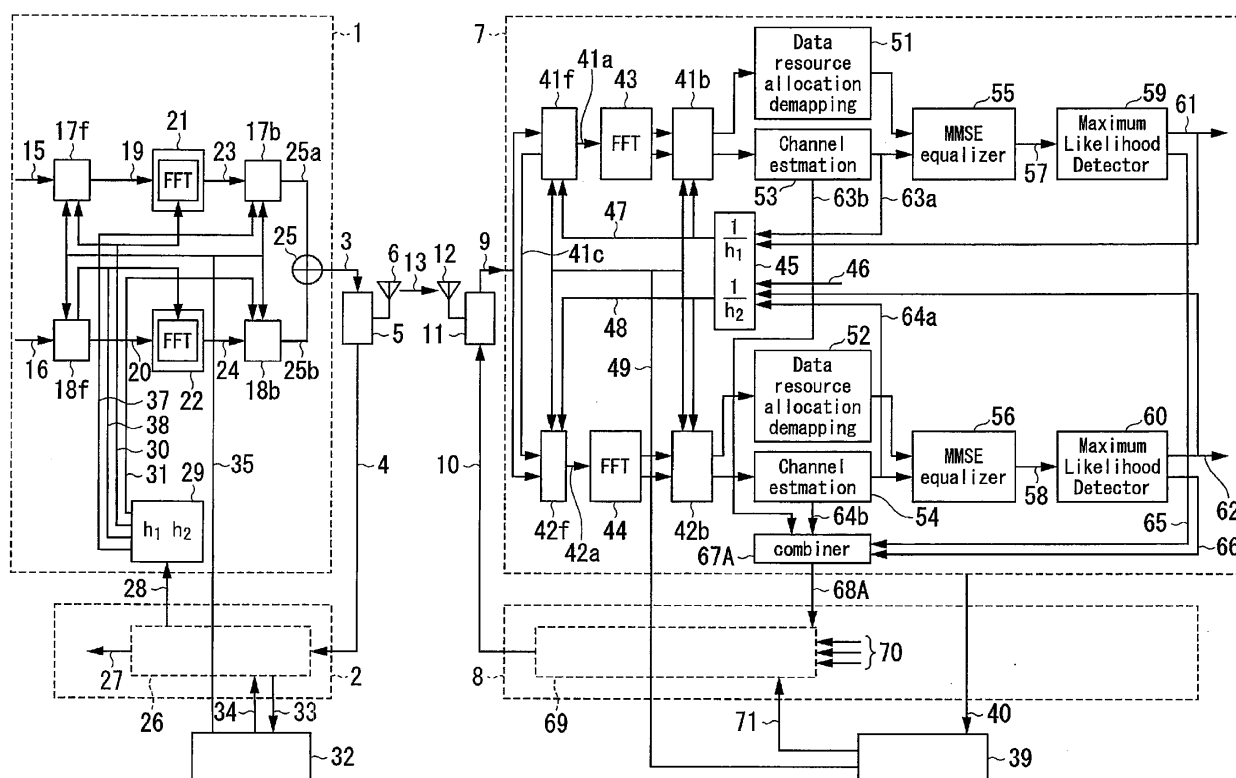 1
7
Data
resource
allocation
demapping
51
41a
41f
43
41b
55
59
61
17f
21
17b
15
19
23
25a
FFT
FFT
Channel
estmation
MMSE
equalizer
Maximum
Likelihood
Detector
53
63b
57
63a
25
3
6
13
12
9
41c
47
1
h1
45
46
1
h2
48
64a
5
11
16
20
24
25b
FFT
18f
22
18b
49
52
Data
resource
allocation
demapping
56
60
37
38
30
31
35
4
10
FFT
Channel
estmation
MMSE
equalizer
Maximum
Likelihood
Detector
58
62
29
h1 h2
42f
42a
44
42b
64b
54
65
66
67A
combiner
28
68A
40
27
2
8
70
26
34
33
69
71
32
39